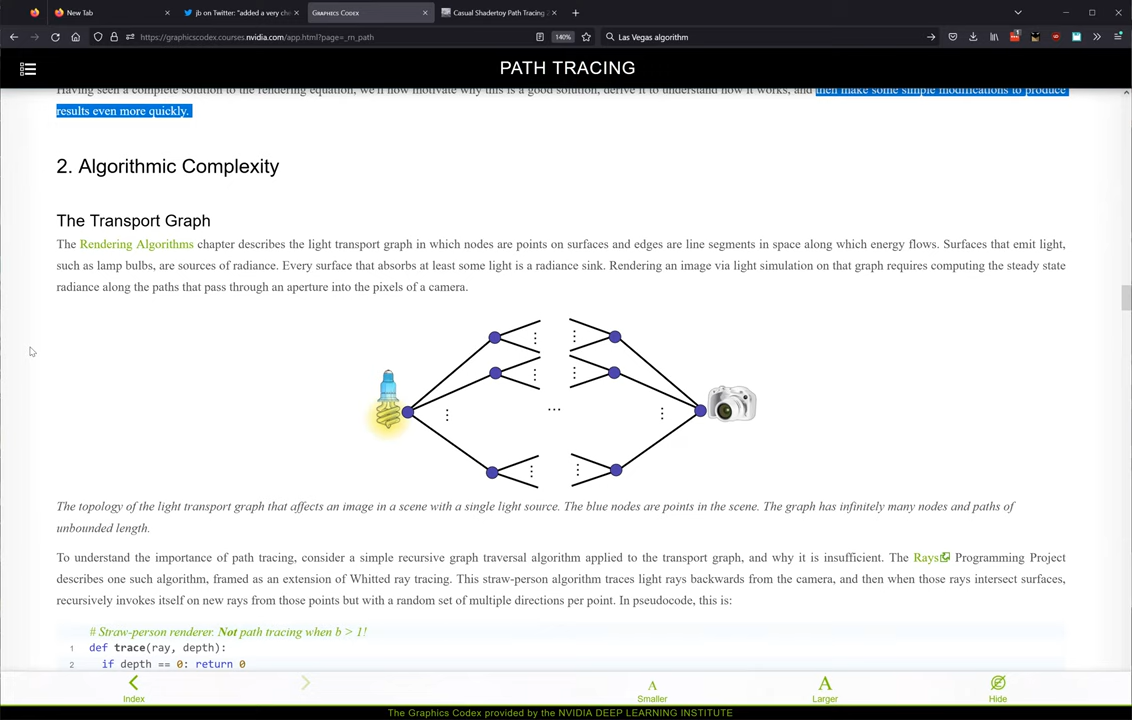 New Tab
jb on Twitter: "added a very che
Graphics Codex
Casual Shadertoy Path Tracing
https://graphicscodex.courses.nvidia.com/app.html?page=_rn_path
140%
Las Vegas algorithm
PATH TRACING
Having seen a complete solution to the rendering equation, we'll now motivate why this is a good solution, derive it to understand how it works, and then make some simple modifications to produce
results even more quickly.
2. Algorithmic Complexity
The Transport Graph
The Rendering Algorithms chapter describes the light transport graph in which nodes are points on surfaces and edges are line segments in space along which energy flows. Surfaces that emit light,
such as lamp bulbs, are sources of radiance. Every surface that absorbs at least some light is a radiance sink. Rendering an image via light simulation on that graph requires computing the steady state
radiance along the paths that pass through an aperture into the pixels of a camera.
...
The topology of the light transport graph that affects an image in a scene with a single light source. The blue nodes are points in the scene. The graph has infinitely many nodes and paths of
unbounded length.
To understand the importance of path tracing, consider a simple recursive graph traversal algorithm applied to the transport graph, and why it is insufficient. The Rays Programming Project
describes one such algorithm, framed as an extension of Whitted ray tracing. This straw-person algorithm traces light rays backwards from the camera, and then when those rays intersect surfaces,
recursively invokes itself on new rays from those points but with a random set of multiple directions per point. In pseudocode, this is:
# Straw-person renderer. Not path tracing when b > 1!
1 def trace(ray, depth):
2 if depth == 0: return 0
Index
A Smaller
A Larger
Hide
The Graphics Codex provided by the NVIDIA DEEP LEARNING INSTITUTE